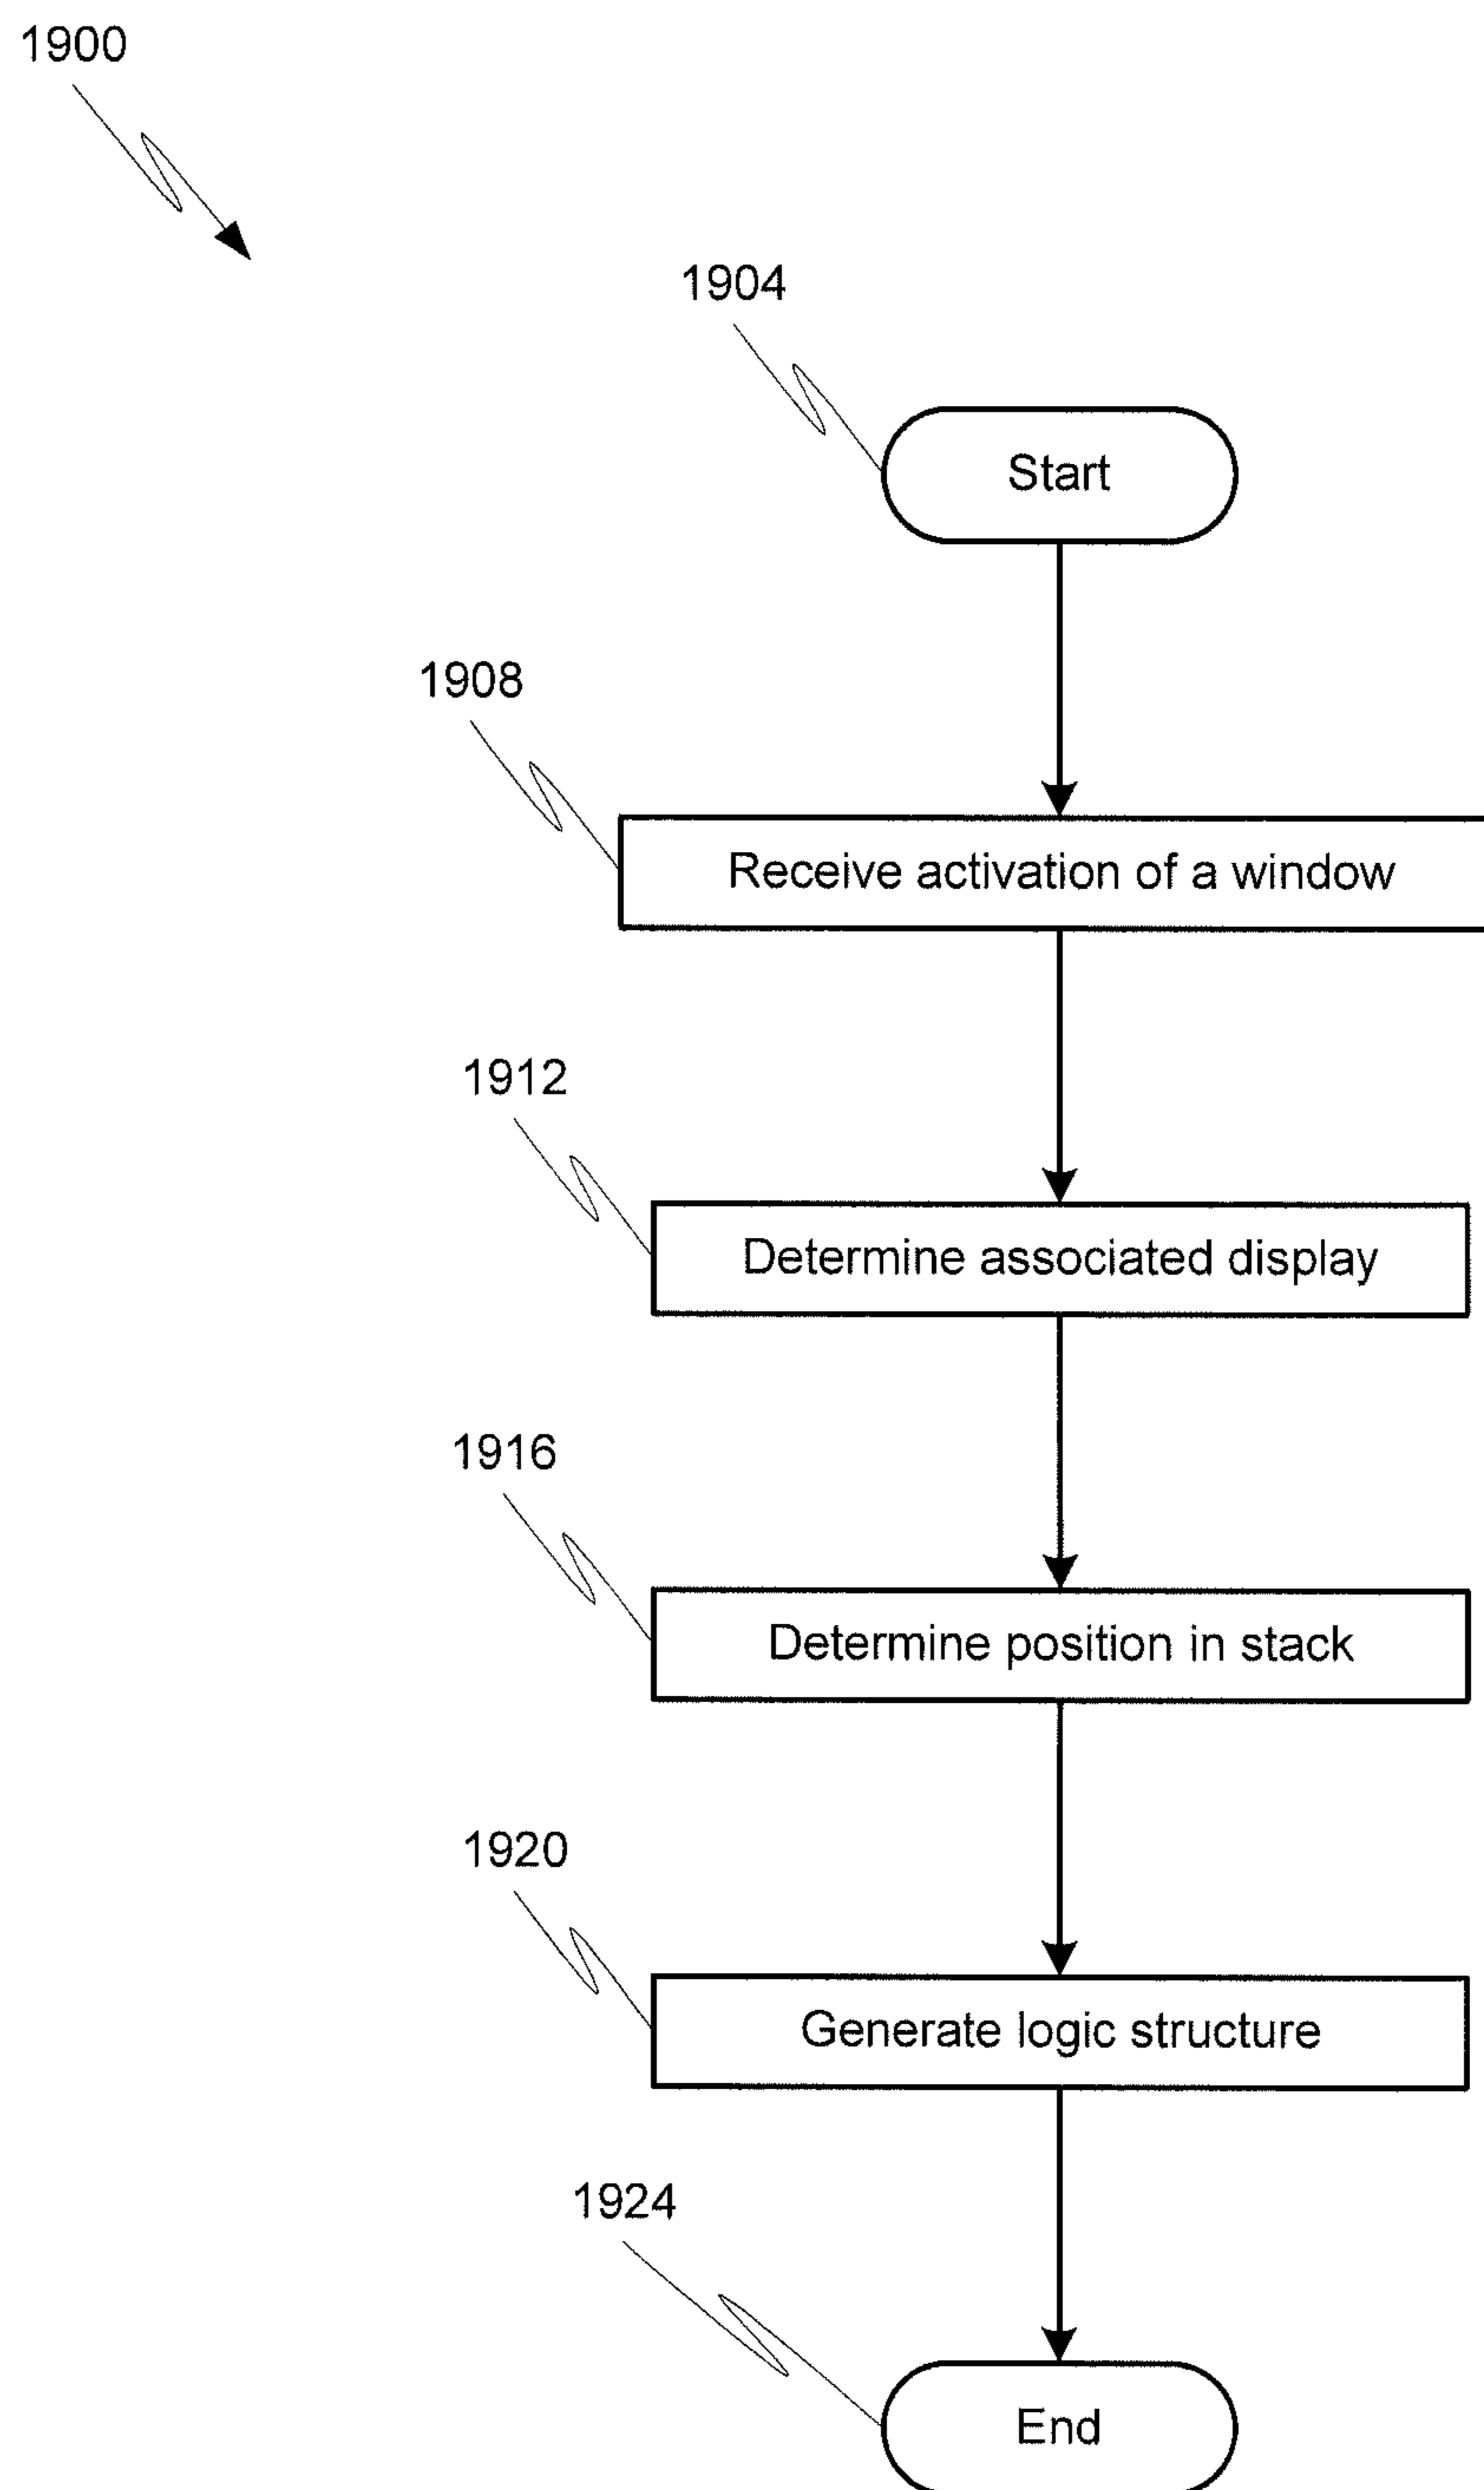 1900
1904
Start
1908
Receive activation of a window
1912
Determine associated display
1916
Determine position in stack
1920
Generate logic structure
1924
End